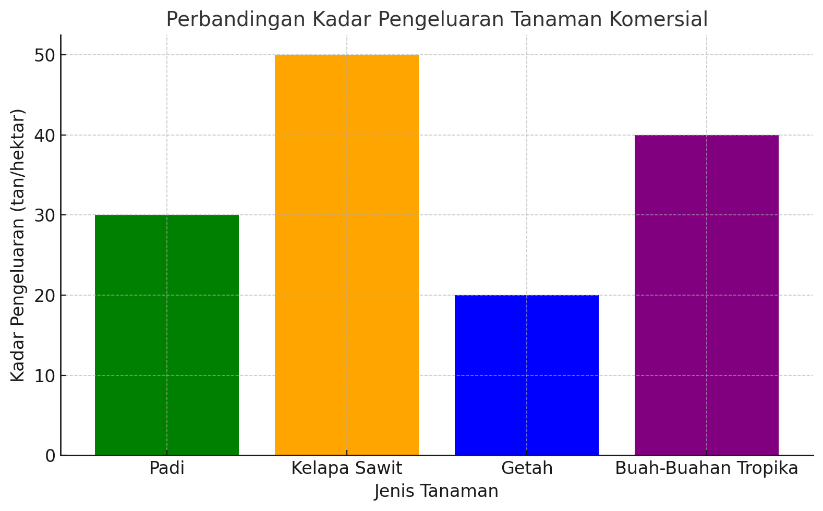 Perbandingan Kadar Pengeluaran Tanaman Komersial
Kadar Pengeluaran (tan/hektar)
50
40
30
20
10
0
Padi Kelapa Sawit Getah Buah-Buahan Tropika
Jenis Tanaman